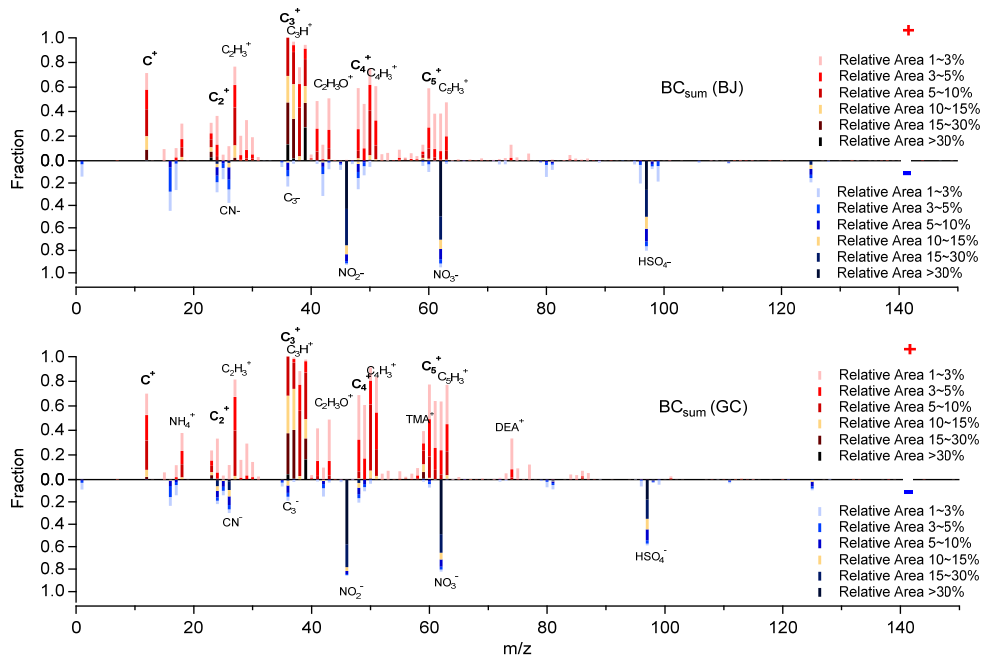 C₃⁺
C₃H⁺
+
C₂H₃⁺
C⁺
C₄⁺
C₄H₃⁺
C₅⁺
C₂H₃O⁺
C₅H₃⁺
C₂⁺
BCsum (BJ)
Relative Area 1~3%
Relative Area 3~5%
Relative Area 5~10%
Relative Area 10~15%
Relative Area 15~30%
Relative Area >30%
1.0
0.8
0.6
0.4
0.2
0.0
0.2
0.4
0.6
0.8
1.0
Fraction
CN-
C₃-
NO₂-
NO₃-
HSO₄-
Relative Area 1~3%
Relative Area 3~5%
Relative Area 5~10%
Relative Area 10~15%
Relative Area 15~30%
Relative Area >30%
0 20 40 60 80 100 120 140
C₃⁺
C₃H⁺
+
C₂H₃⁺
C⁺
C₄⁺
C₄H₃⁺
C₅⁺
C₅H₃⁺
C₂H₃O⁺
NH₄⁺
C₂⁺
TMA⁺
DEA⁺
BCsum (GC)
Relative Area 1~3%
Relative Area 3~5%
Relative Area 5~10%
Relative Area 10~15%
Relative Area 15~30%
Relative Area >30%
1.0
0.8
0.6
0.4
0.2
0.0
0.2
0.4
0.6
0.8
1.0
Fraction
CN⁻
C₃⁻
NO₂⁻
NO₃⁻
HSO₄⁻
Relative Area 1~3%
Relative Area 3~5%
Relative Area 5~10%
Relative Area 10~15%
Relative Area 15~30%
Relative Area >30%
0 20 40 60 80 100 120 140
m/z